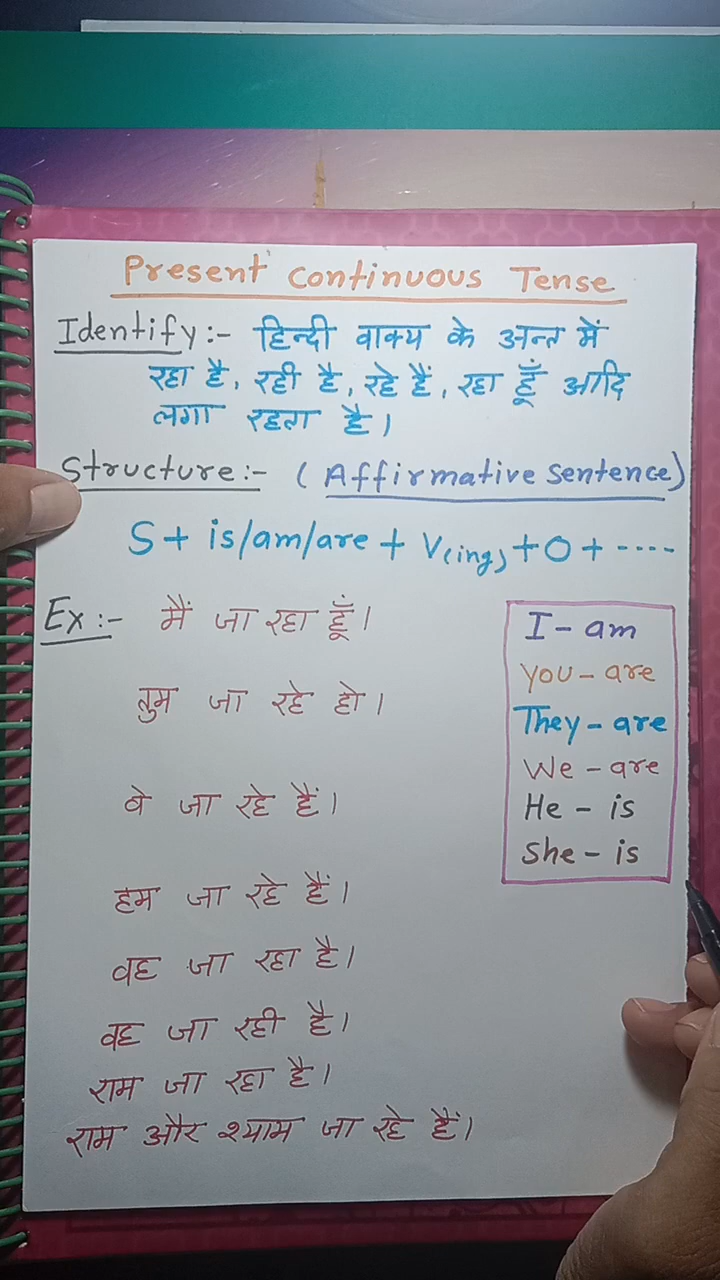 Present Continuous Tense
Identify:- हिन्दी वाक्य के अन्त में
रहा है, रही है, रहे हैं, रहा हूँ आदि
लगा रहता है।
Structure:- (Affirmative Sentence)
S + is/am/are + V(ing) + O + ----
Ex:- मैं जा रहा हूँ।
तुम जा रहे हो।
वे जा रहे हैं।
हम जा रहे हैं।
वह जा रहा है।
वह जा रही है।
राम जा रहा है।
राम और श्याम जा रहे हैं।
I - am
You - are
They - are
We - are
He - is
She - is